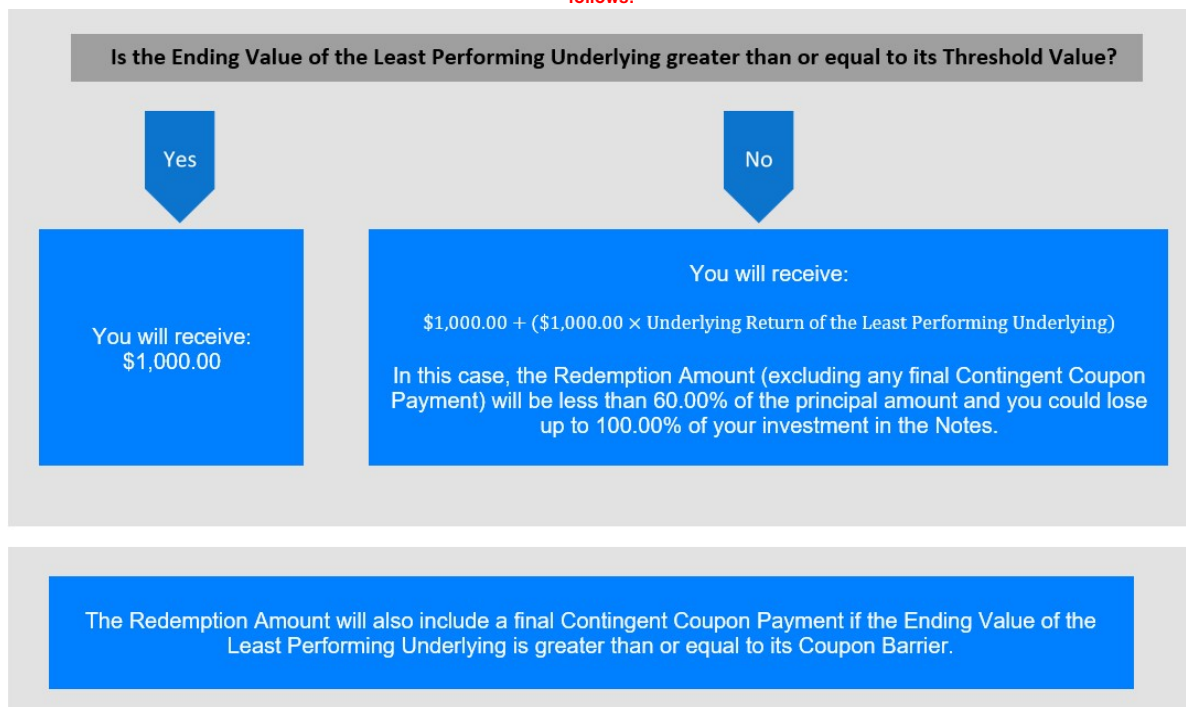 follows:
Is the Ending Value of the Least Performing Underlying greater than or equal to its Threshold Value?
Yes
No
You will receive:
$1,000.00
You will receive:
$1,000.00 + ($1,000.00 × Underlying Return of the Least Performing Underlying)
In this case, the Redemption Amount (excluding any final Contingent Coupon
Payment) will be less than 60.00% of the principal amount and you could lose
up to 100.00% of your investment in the Notes.
The Redemption Amount will also include a final Contingent Coupon Payment if the Ending Value of the
Least Performing Underlying is greater than or equal to its Coupon Barrier.